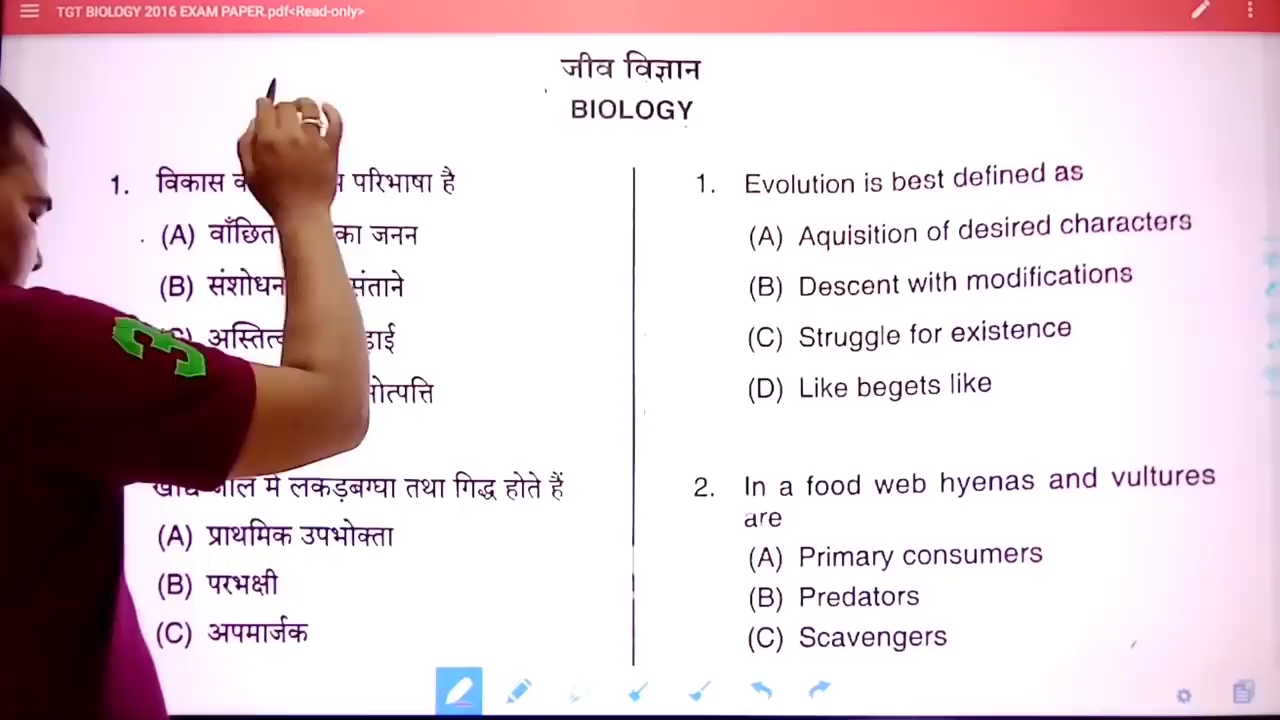 TGT BIOLOGY 2016 EXAM PAPER.pdf<Read-only>
जीव विज्ञान
BIOLOGY
1. विकास परिभाषा है
(A) वाँछित का जनन
(B) संशोधन संताने
3
(A) प्राथमिक उपभोक्ता
(B) परभक्षी
(C) अपमार्जक
जाल में लकड़बग्घा तथा गिद्ध होते हैं
1. Evolution is best defined as
(A) Aquisition of desired characters
(B) Descent with modifications
(C) Struggle for existence
(D) Like begets like
2. In a food web hyenas and vultures
are
(A) Primary consumers
(B) Predators
(C) Scavengers